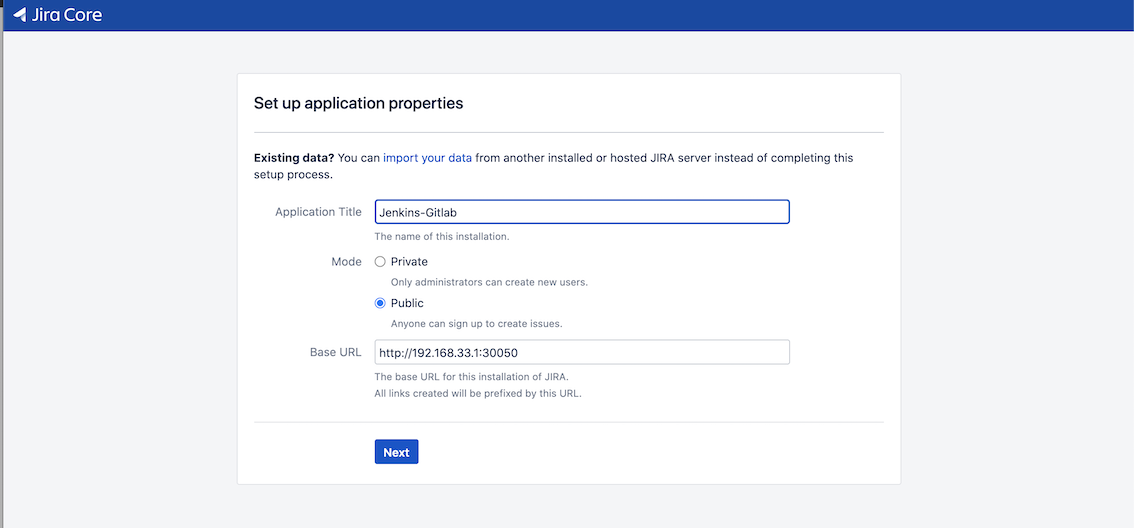 Jira Core
Set up application properties
Existing data? You can import your data from another installed or hosted JIRA server instead of completing this
setup process.
Application Title Jenkins-Gitlab
The name of this installation.
Mode Private
Only administrators can create new users.
Public
Anyone can sign up to create issues.
Base URL http://192.168.33.1:30050
The base URL for this installation of JIRA.
All links created will be prefixed by this URL.
Next